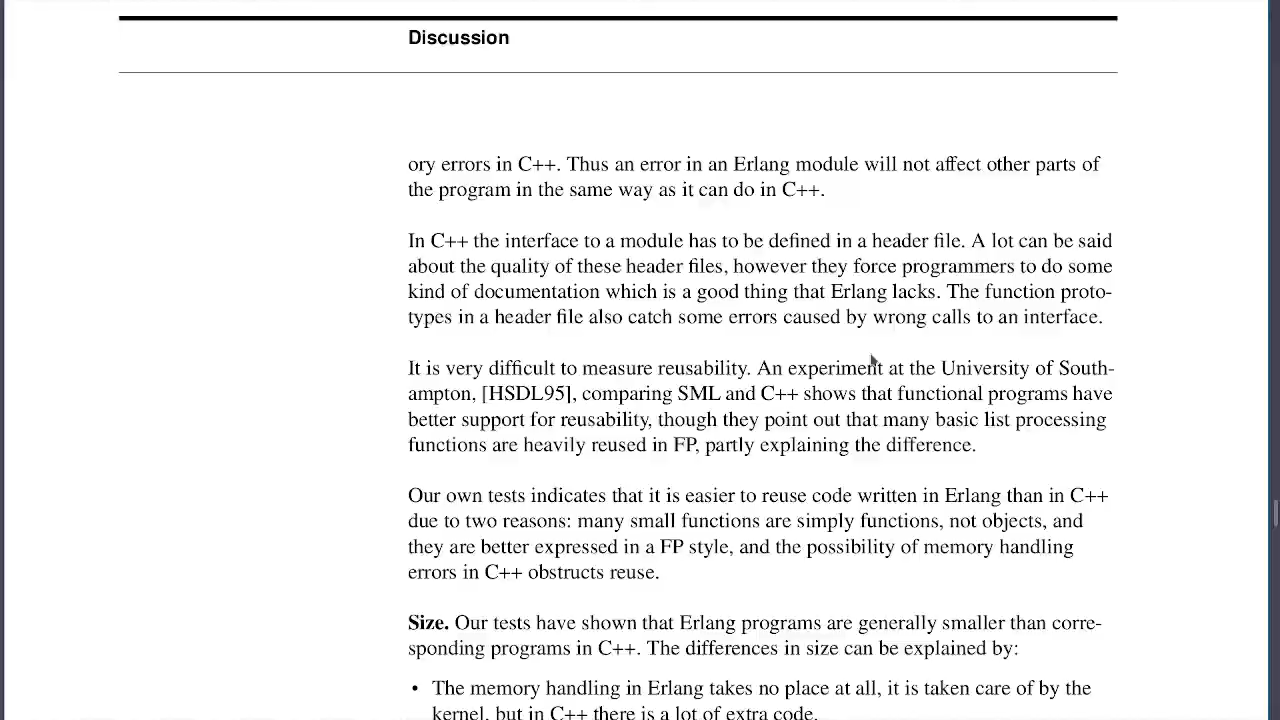 Discussion
ory errors in C++. Thus an error in an Erlang module will not affect other parts of
the program in the same way as it can do in C++.
In C++ the interface to a module has to be defined in a header file. A lot can be said
about the quality of these header files, however they force programmers to do some
kind of documentation which is a good thing that Erlang lacks. The function proto-
types in a header file also catch some errors caused by wrong calls to an interface.
It is very difficult to measure reusability. An experiment at the University of South-
ampton, [HSDL95], comparing SML and C++ shows that functional programs have
better support for reusability, though they point out that many basic list processing
functions are heavily reused in FP, partly explaining the difference.
Our own tests indicates that it is easier to reuse code written in Erlang than in C++
due to two reasons: many small functions are simply functions, not objects, and
they are better expressed in a FP style, and the possibility of memory handling
errors in C++ obstructs reuse.
Size. Our tests have shown that Erlang programs are generally smaller than corre-
sponding programs in C++. The differences in size can be explained by:
• The memory handling in Erlang takes no place at all, it is taken care of by the
kernel, but in C++ there is a lot of extra code.